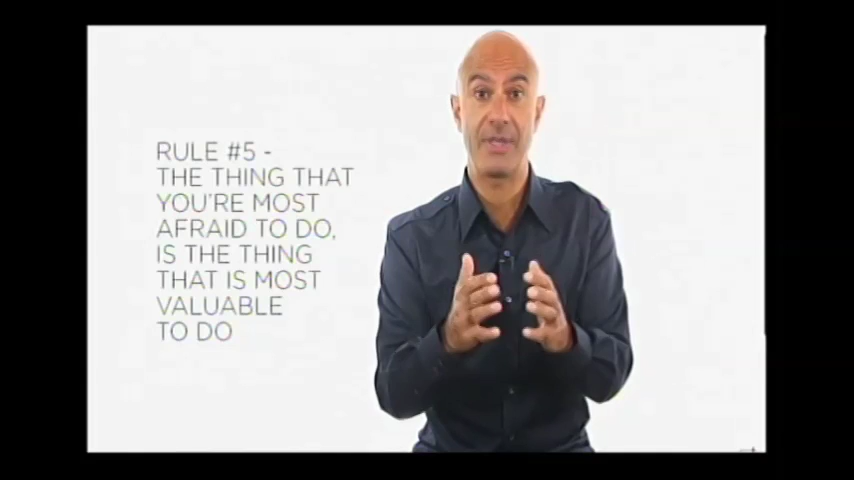 RULE #5 -
THE THING THAT
YOU'RE MOST
AFRAID TO DO,
IS THE THING
THAT IS MOST
VALUABLE
TO DO